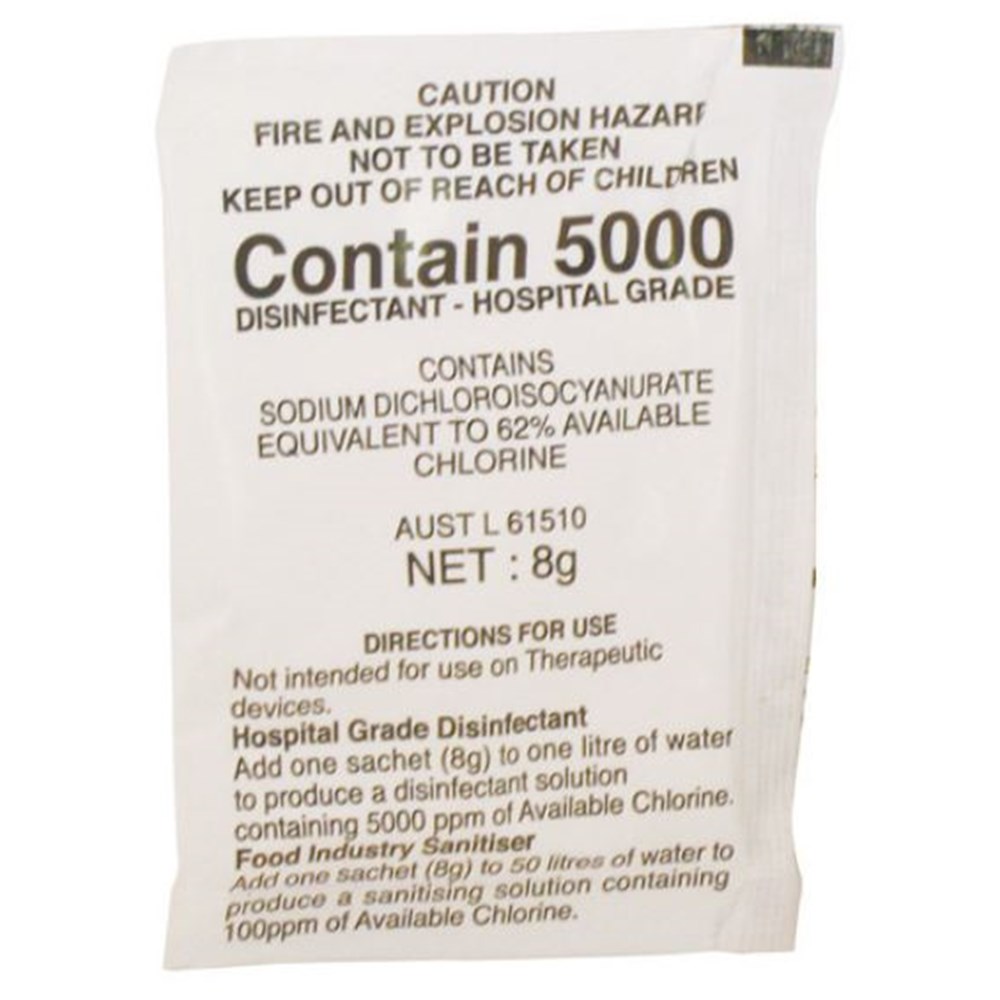 CAUTION
FIRE AND EXPLOSION HAZARD
NOT TO BE TAKEN
KEEP OUT OF REACH OF CHILDREN
Contain 5000
DISINFECTANT - HOSPITAL GRADE
CONTAINS
SODIUM DICHLOROISOCYANURATE
EQUIVALENT TO 62% AVAILABLE
CHLORINE
AUST L 61510
NET : 8g
DIRECTIONS FOR USE
Not intended for use on Therapeutic
devices.
Hospital Grade Disinfectant
Add one sachet (8g) to one litre of water
to produce a disinfectant solution
containing 5000 ppm of Available Chlorine.
Food Industry Sanitiser
Add one sachet (8g) to 50 litres of water to
produce a sanitising solution containing
100ppm of Available Chlorine.